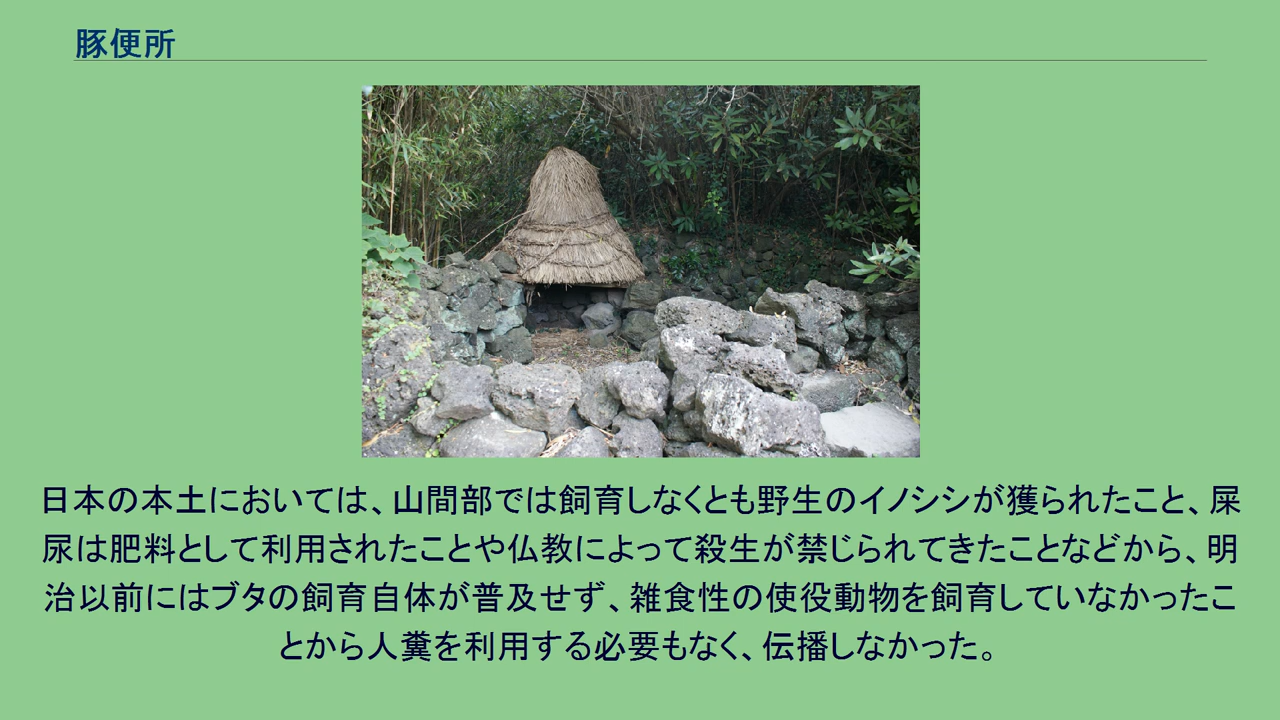 豚便所
日本の本土においては、山間部では飼育しなくとも野生のイノシシが獲られたこと、屎
尿は肥料として利用されたことや仏教によって殺生が禁じられてきたことなどから、明
治以前にはブタの飼育自体が普及せず、雑食性の使役動物を飼育していなかったこ
とから人糞を利用する必要もなく、伝播しなかった。